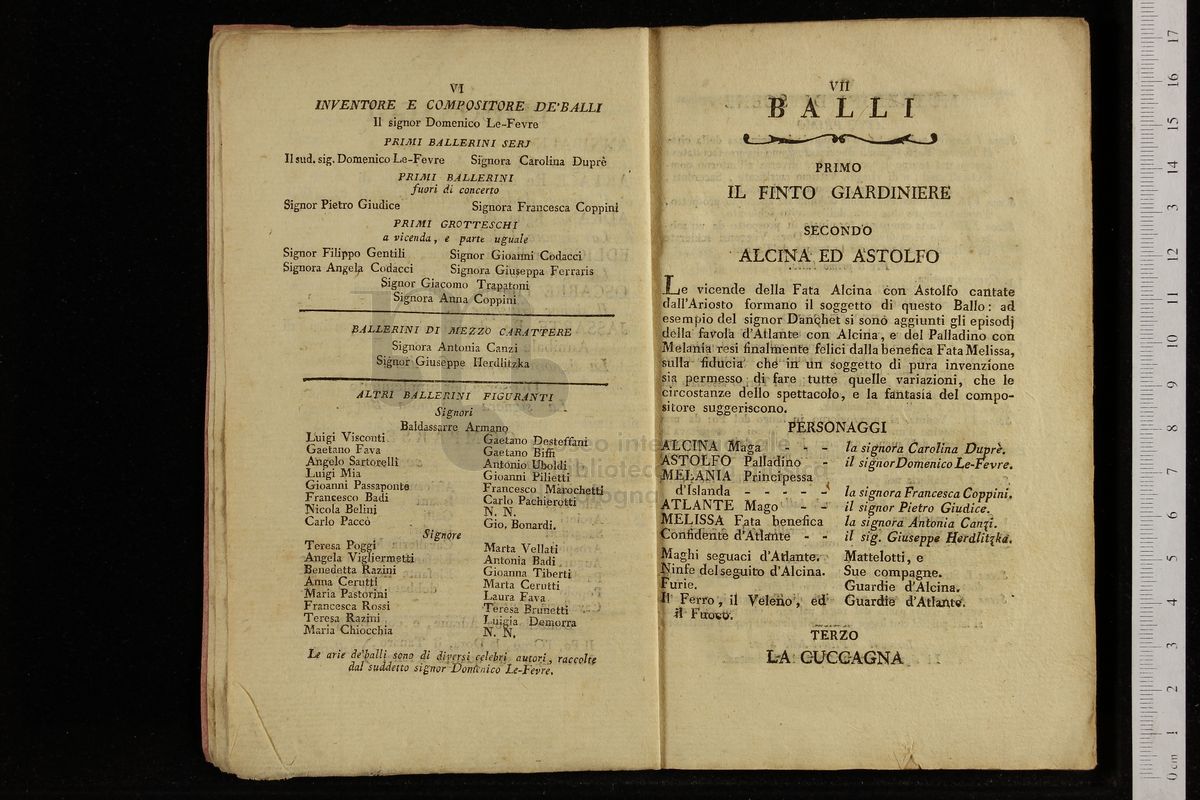 VI
INVENTORE E COMPOSITORE DE'BALLI
Il signor Domenico Le-Fevre
PRIMI BALLERINI SERJ
Il sud. sig. Domenico Le-Fevre Signora Carolina Duprè
PRIMI BALLERINI
fuori di concerto
Signor Pietro Giudice Signora Francesca Coppini
PRIMI GROTTESCHI
a vicenda, e parte uguale
Signor Filippo Gentili Signor Gioanni Codacci
Signora Angela Codacci Signora Giuseppa Ferraris
Signor Giacomo Trapatoni
Signora Anna Coppini
BALLERINI DI MEZZO CARATTERE
Signora Antonia Canzi
Signor Giuseppe Herdlitzka
ALTRI BALLERINI FIGURANTI
Signori
Baldassarre Armano
Luigi Visconti Gaetano Desteffani
Gaetano Fava Gaetano Biffi
Angelo Sartorelli Antonio Uboldi
Luigi Mia Gioanni Pilietti
Gioanni Passaponte Francesco Marochetti
Francesco Badi Carlo Pachierotti
Nicola Belini N. N.
Carlo Paccò Gio. Bonardi.
Signore
Teresa Poggi Marta Vellati
Angela Vigliermetti Antonia Badi
Benedetta Razini Gioanna Tiberti
Anna Cerutti Marta Cerutti
Maria Pastorini Laura Fava
Francesca Rossi Teresa Brunetti
Teresa Razini Luigia Demorra
Maria Chiocchia N. N.
Le arie de'balli sono di diversi celebri autori, raccolte
dal suddetto signor Domenico Le-Fevre.
VII
BALLI
PRIMO
IL FINTO GIARDINIERE
SECONDO
ALCINA ED ASTOLFO
Le vicende della Fata Alcina con Astolfo cantate
dall'Ariosto formano il soggetto di questo Ballo: ad
esempio del signor Danchet si sono aggiunti gli episodj
della favola d'Atlante con Alcina, e del Palladino con
Melania resi finalmente felici dalla benefica Fata Melissa,
sulla fiducia che in un soggetto di pura invenzione
sia permesso di fare tutte quelle variazioni, che le
circostanze dello spettacolo, e la fantasia del compo-
sitore suggeriscono.
PERSONAGGI
ALCINA Maga - - - la signora Carolina Duprè.
ASTOLFO Palladino - - il signor Domenico Le-Fevre.
MELANIA Principessa
d'Islanda - - - - - la signora Francesca Coppini.
ATLANTE Mago - - il signor Pietro Giudice.
MELISSA Fata benefica la signora Antonia Canzi.
Confidente d'Atlante - - il sig. Giuseppe Herdlitzka.
Maghi seguaci d'Atlante. Mattelotti, e
Ninfe del seguito d'Alcina. Sue compagne.
Furie. Guardie d'Alcina.
Il Ferro, il Veleno, ed Guardie d'Atlante.
il Fuoco.
TERZO
LA CUCCAGNA